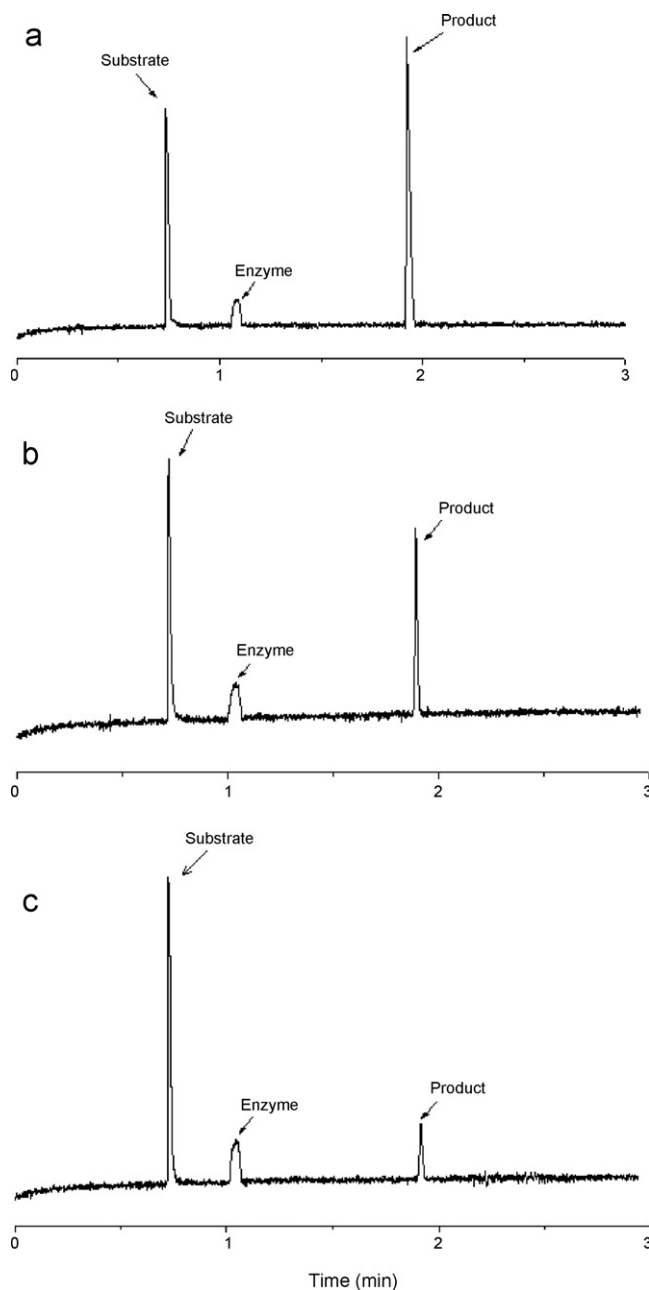 a
Product
Substrate
Enzyme
0 1 2 3
b
Substrate
Product
Enzyme
0 1 2 3
c
Substrate
Enzyme
Product
0 1 2 3
Time (min)